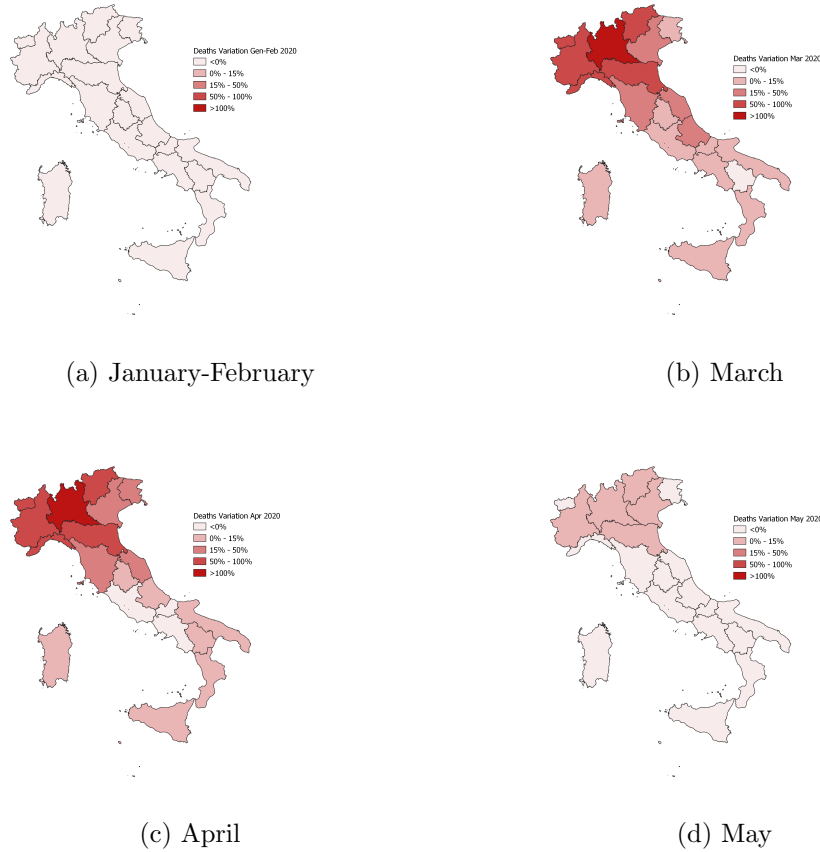 Deaths Variation Gen-Feb 2020
<0%
0% - 15%
15% - 50%
50% - 100%
>100%
Deaths Variation Mar 2020
<0%
0% - 15%
15% - 50%
50% - 100%
>100%
(a) January-February
(b) March
Deaths Variation Apr 2020
<0%
0% - 15%
15% - 50%
50% - 100%
>100%
Deaths Variation May 2020
<0%
0% - 15%
15% - 50%
50% - 100%
>100%
(c) April
(d) May